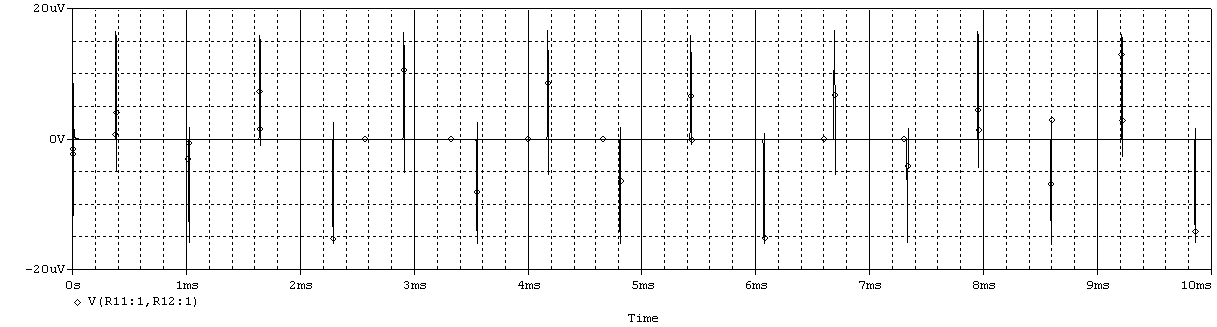 20uV
0V
-20uV
0s 1ms 2ms 3ms 4ms 5ms 6ms 7ms 8ms 9ms 10ms
◇ V(R11:1,R12:1)
Time